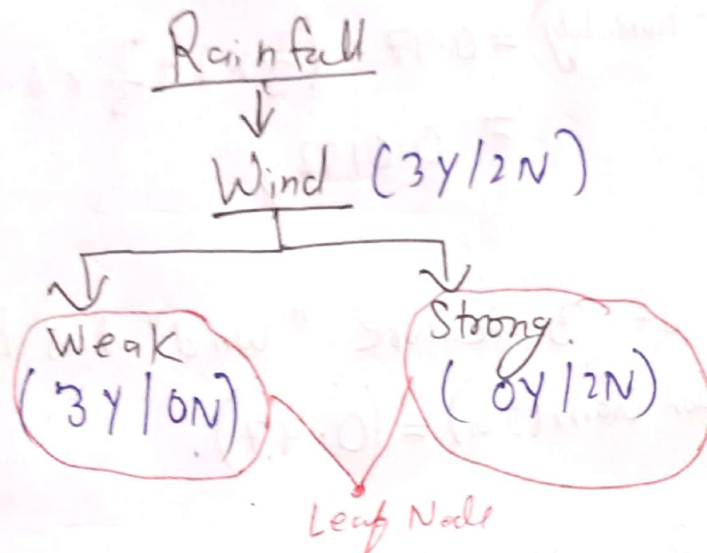 Rainfall
Wind (3Y/2N)
Weak
(3Y/0N)
Strong.
(0Y/2N)
Leaf Node